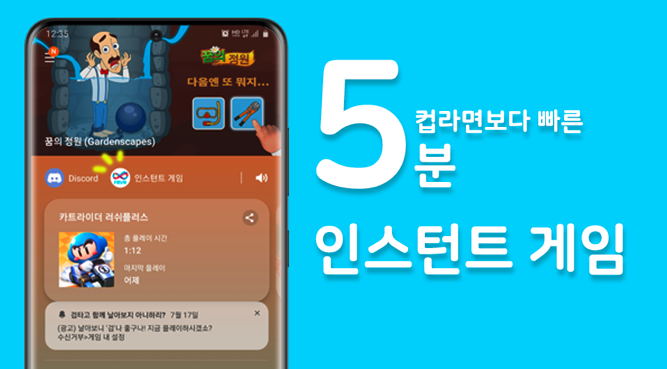 12:35
N
꿈의 정원
다음엔 또 뭐지...
꿈의 정원 (Gardenscapes)
Discord
인스턴트 게임
카트라이더 러쉬플러스
총 플레이 시간
1:12
마지막 플레이
어제
겁타고 함께 날아보지 아니하리? 7월 17일
(광고) 날아보니 '겁'나 좋구나! 지금 플레이하시겠소?
수신거부>게임 내 설정
5분
컵라면보다 빠른
인스턴트 게임